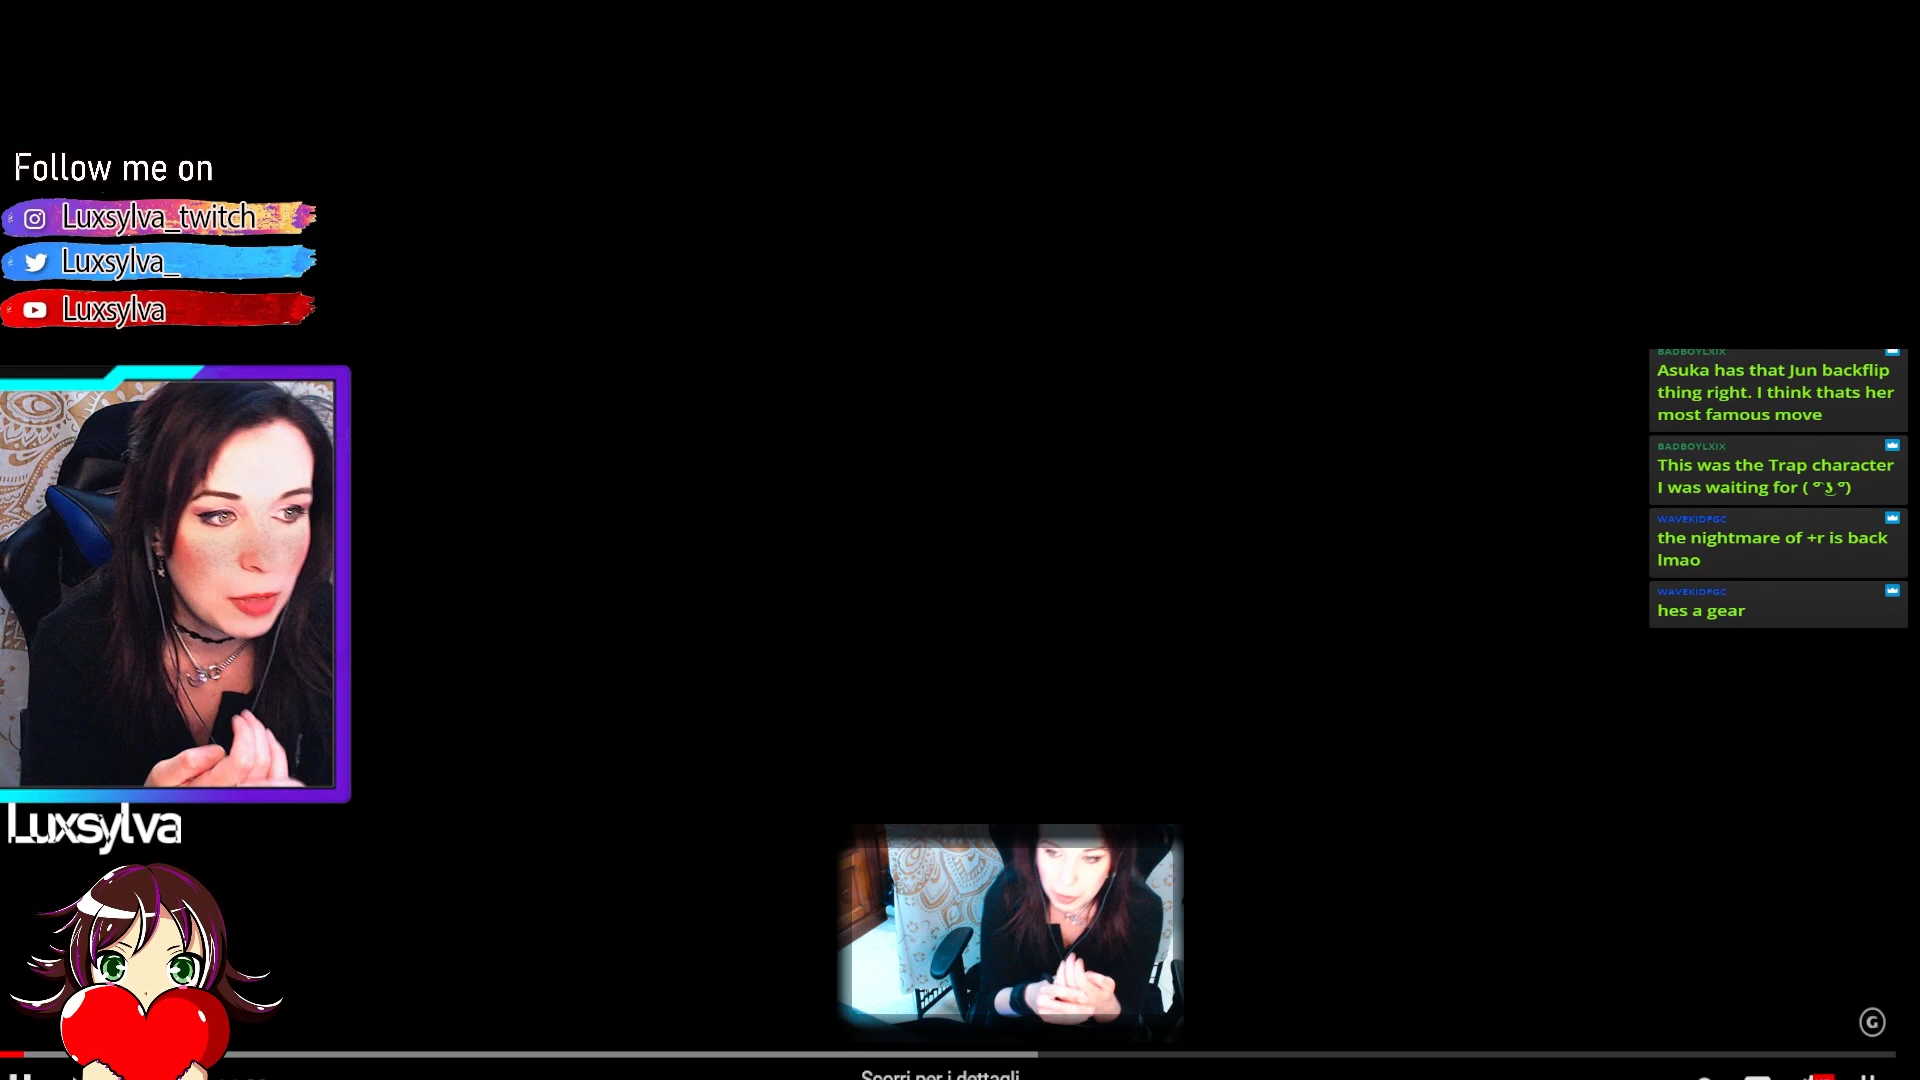 Follow me on
Luxsylva_twitch
Luxsylva_
Luxsylva
BADBOYLXIX
Asuka has that Jun backflip
thing right. I think thats her
most famous move
BADBOYLXIX
This was the Trap character
I was waiting for ( ͡° ͜ʖ ͡°)
WAVEKIDFGC
the nightmare of +r is back
lmao
WAVEKIDFGC
hes a gear
Luxsylva
G
Scorri per i dettagli